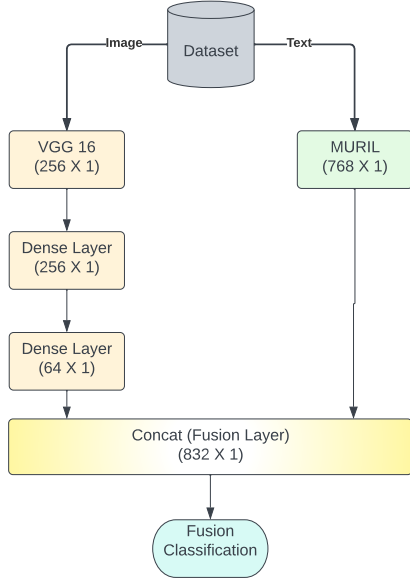 Image
Dataset
Text
VGG 16
(256 X 1)
MURIL
(768 X 1)
Dense Layer
(256 X 1)
Dense Layer
(64 X 1)
Concat (Fusion Layer)
(832 X 1)
Fusion
Classification